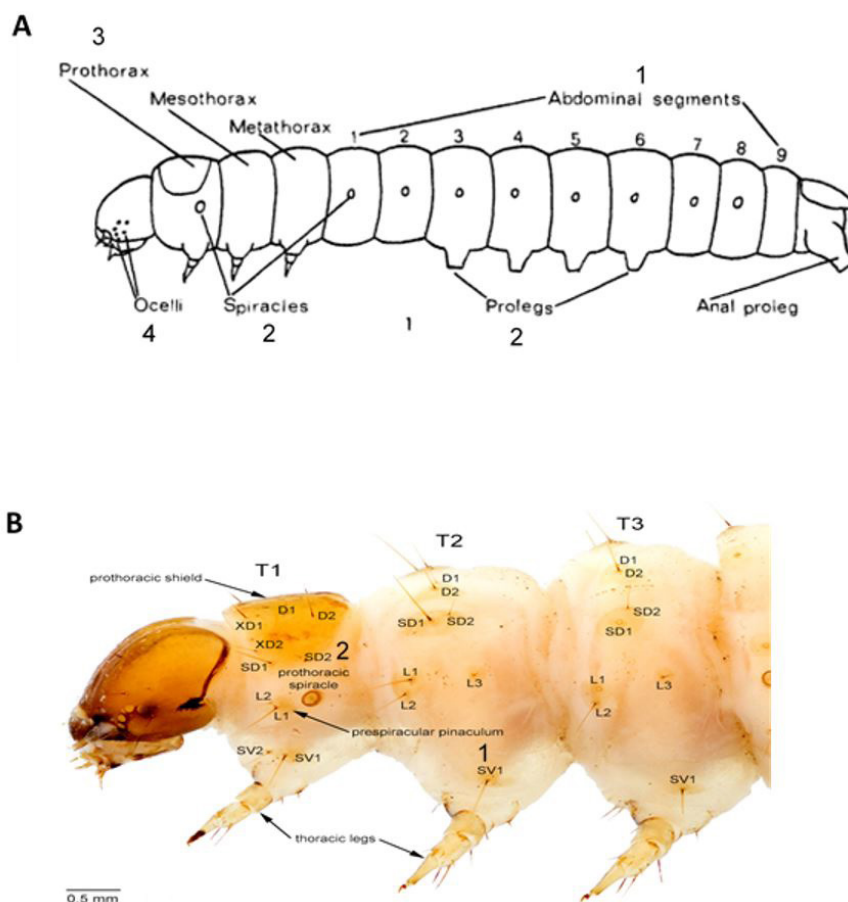 A
3
Prothorax
1
Mesothorax
Abdominal segments
Metathorax
1 2 3 4 5 6 7 8 9
Ocelli
Spiracles
Prolegs
Anal proleg
4
2
1
2
B
T1
T2
T3
prothoracic shield
D1
D2
XD1
XD2
SD2
2
SD1
prothoracic
spiracle
L2
L1
prespiracular pinaculum
SV2
SV1
thoracic legs
D1
D2
SD1
SD2
L1
L3
L2
1
SV1
D1
D2
SD2
SD1
L1
L3
L2
SV1
0.5 mm